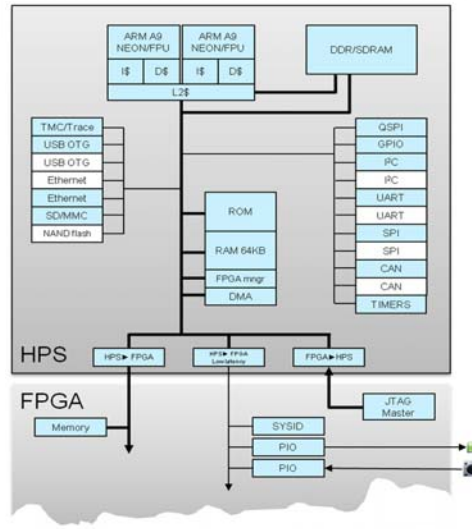 ARM A9
NEON/FPU
ARM A9
NEON/FPU
I$
D$
I$
D$
L2$
DDR/SDRAM
TMC/Trace
USB OTG
USB OTG
Ethernet
Ethernet
SD/MMC
NAND flash
QSPI
GPIO
I²C
I²C
UART
UART
SPI
SPI
CAN
CAN
TIMERS
ROM
RAM 64KB
FPGA mngr
DMA
HPS
HPS► FPGA
HPS► FPGA
Low latency
FPGA►HPS
FPGA
Memory
SYSID
PIO
PIO
JTAG
Master